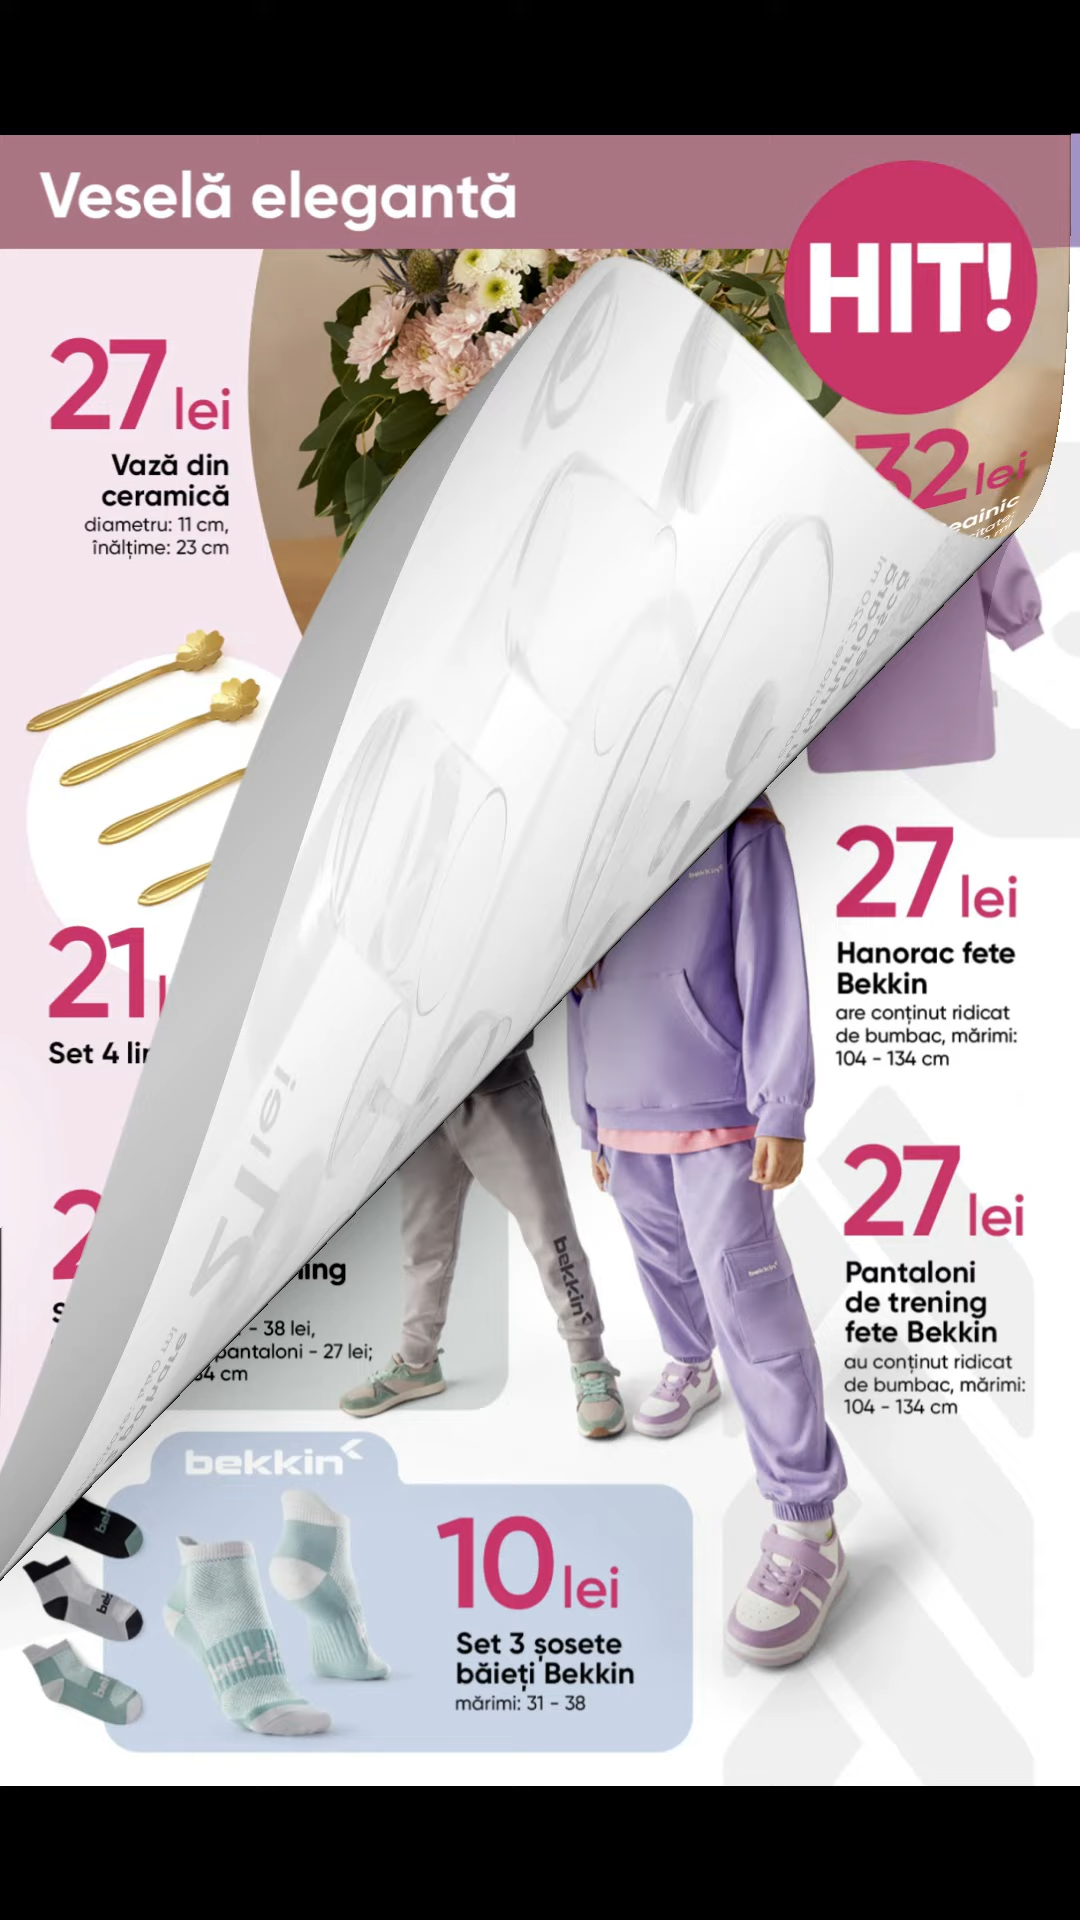 Veselă elegantă
HIT!
27 lei
Vază din
ceramică
diametru: 11 cm,
înălțime: 23 cm
32 lei
21
Set 4
27 lei
Hanorac fete
Bekkin
are conținut ridicat
de bumbac, mărimi:
104 - 134 cm
bekkin
27 lei
Pantaloni
de trening
fete Bekkin
au conținut ridicat
de bumbac, mărimi:
104 - 134 cm
- 38 lei,
pantaloni - 27 lei;
cm
bekkin
bekkin
10 lei
Set 3 șosete
băieți Bekkin
mărimi: 31 - 38